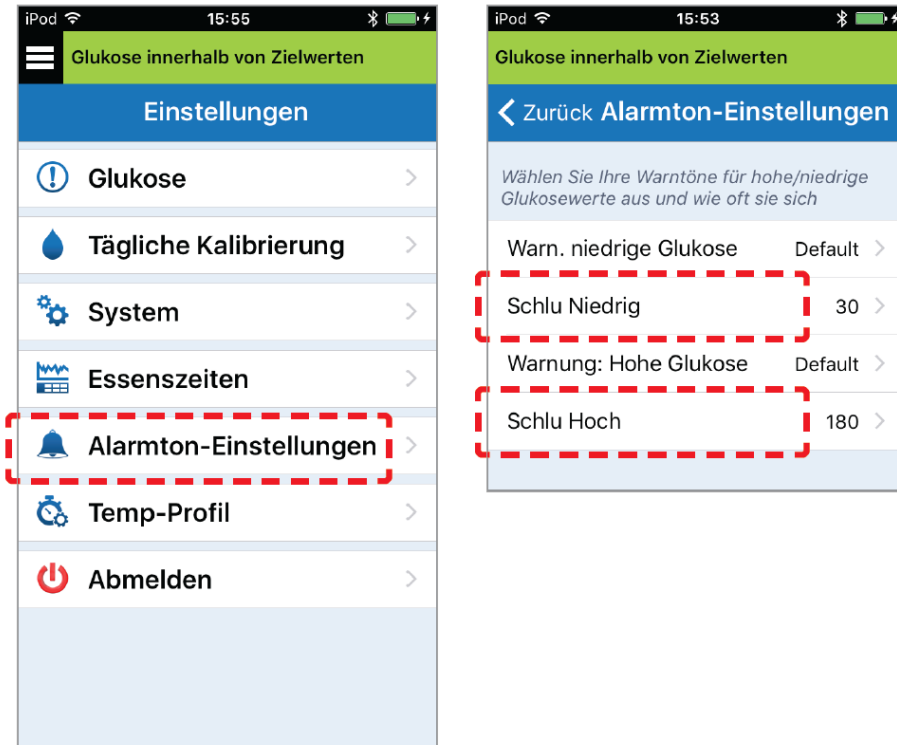 iPod 15:55
Glukose innerhalb von Zielwerten
Einstellungen
Glukose
Tägliche Kalibrierung
System
Essenszeiten
Alarmton-Einstellungen
Temp-Profil
Abmelden
iPod 15:53
Glukose innerhalb von Zielwerten
Zurück Alarmton-Einstellungen
Wählen Sie Ihre Warntöne für hohe/niedrige
Glukosewerte aus und wie oft sie sich
Warn. niedrige Glukose Default
Schlu Niedrig 30
Warnung: Hohe Glukose Default
Schlu Hoch 180